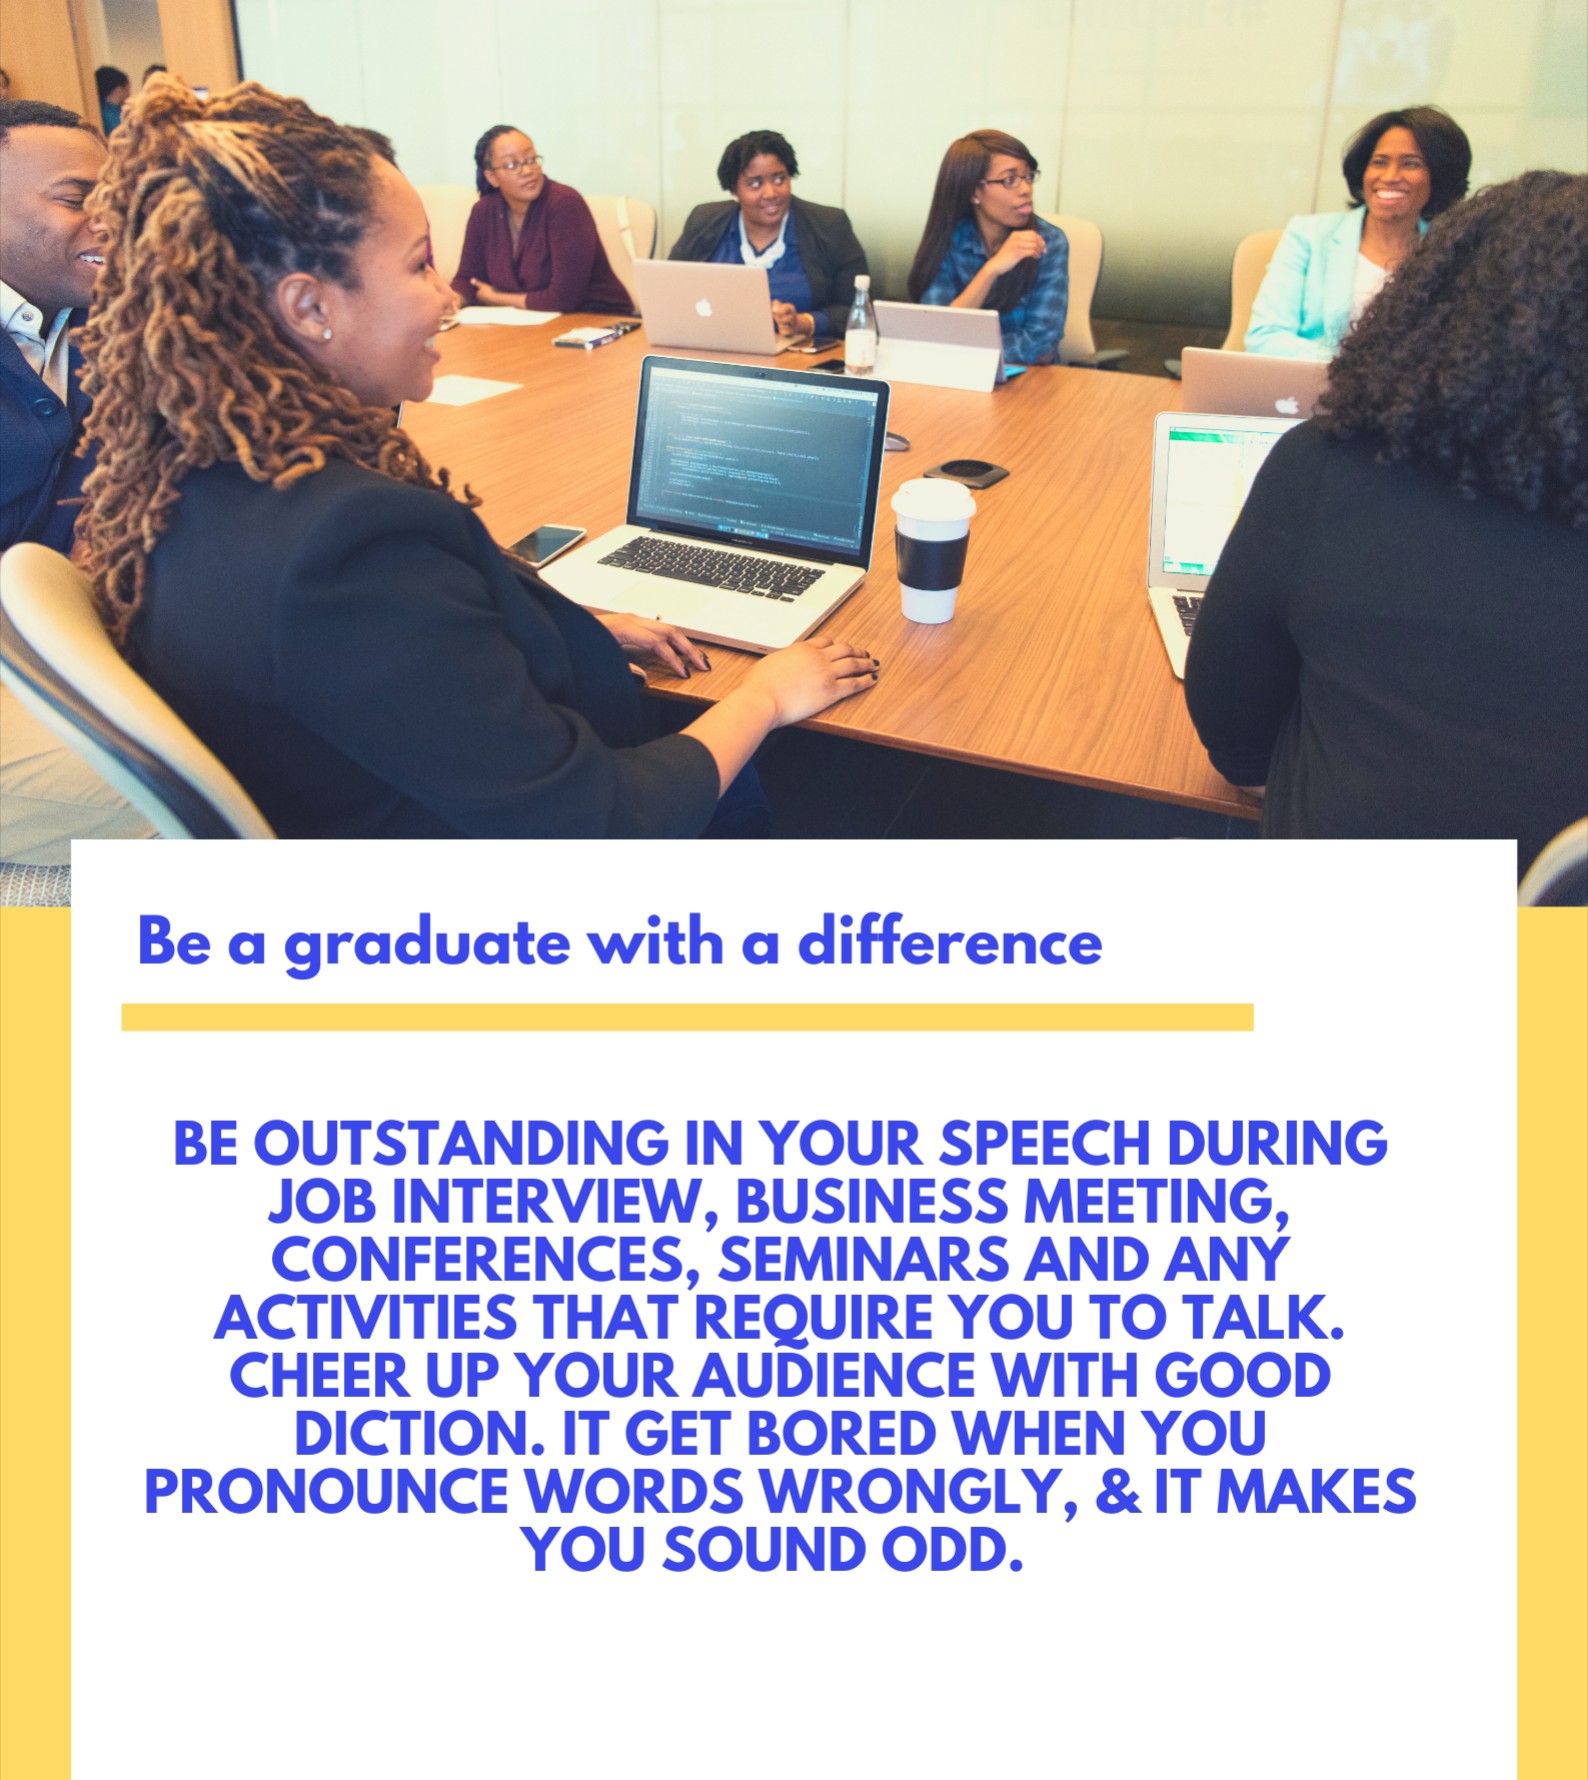 Be a graduate with a difference
BE OUTSTANDING IN YOUR SPEECH DURING
JOB INTERVIEW, BUSINESS MEETING,
CONFERENCES, SEMINARS AND ANY
ACTIVITIES THAT REQUIRE YOU TO TALK.
CHEER UP YOUR AUDIENCE WITH GOOD
DICTION. IT GET BORED WHEN YOU
PRONOUNCE WORDS WRONGLY, & IT MAKES
YOU SOUND ODD.